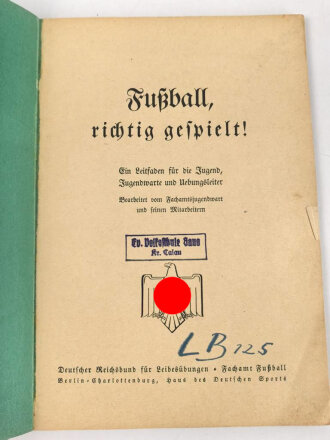 Fußball,
richtig gespielt!
Ein Leitfaden für die Jugend,
Jugendwarte und Uebungsleiter
Bearbeitet vom Fachamtsjugendwart
und seinen Mitarbeitern
Ev. Volksschule
Kr. Calau
LB 125
Deutscher Reichsbund für Leibesübungen • Fachamt Fußball
Berlin-Charlottenburg, Haus des Deutschen Sports